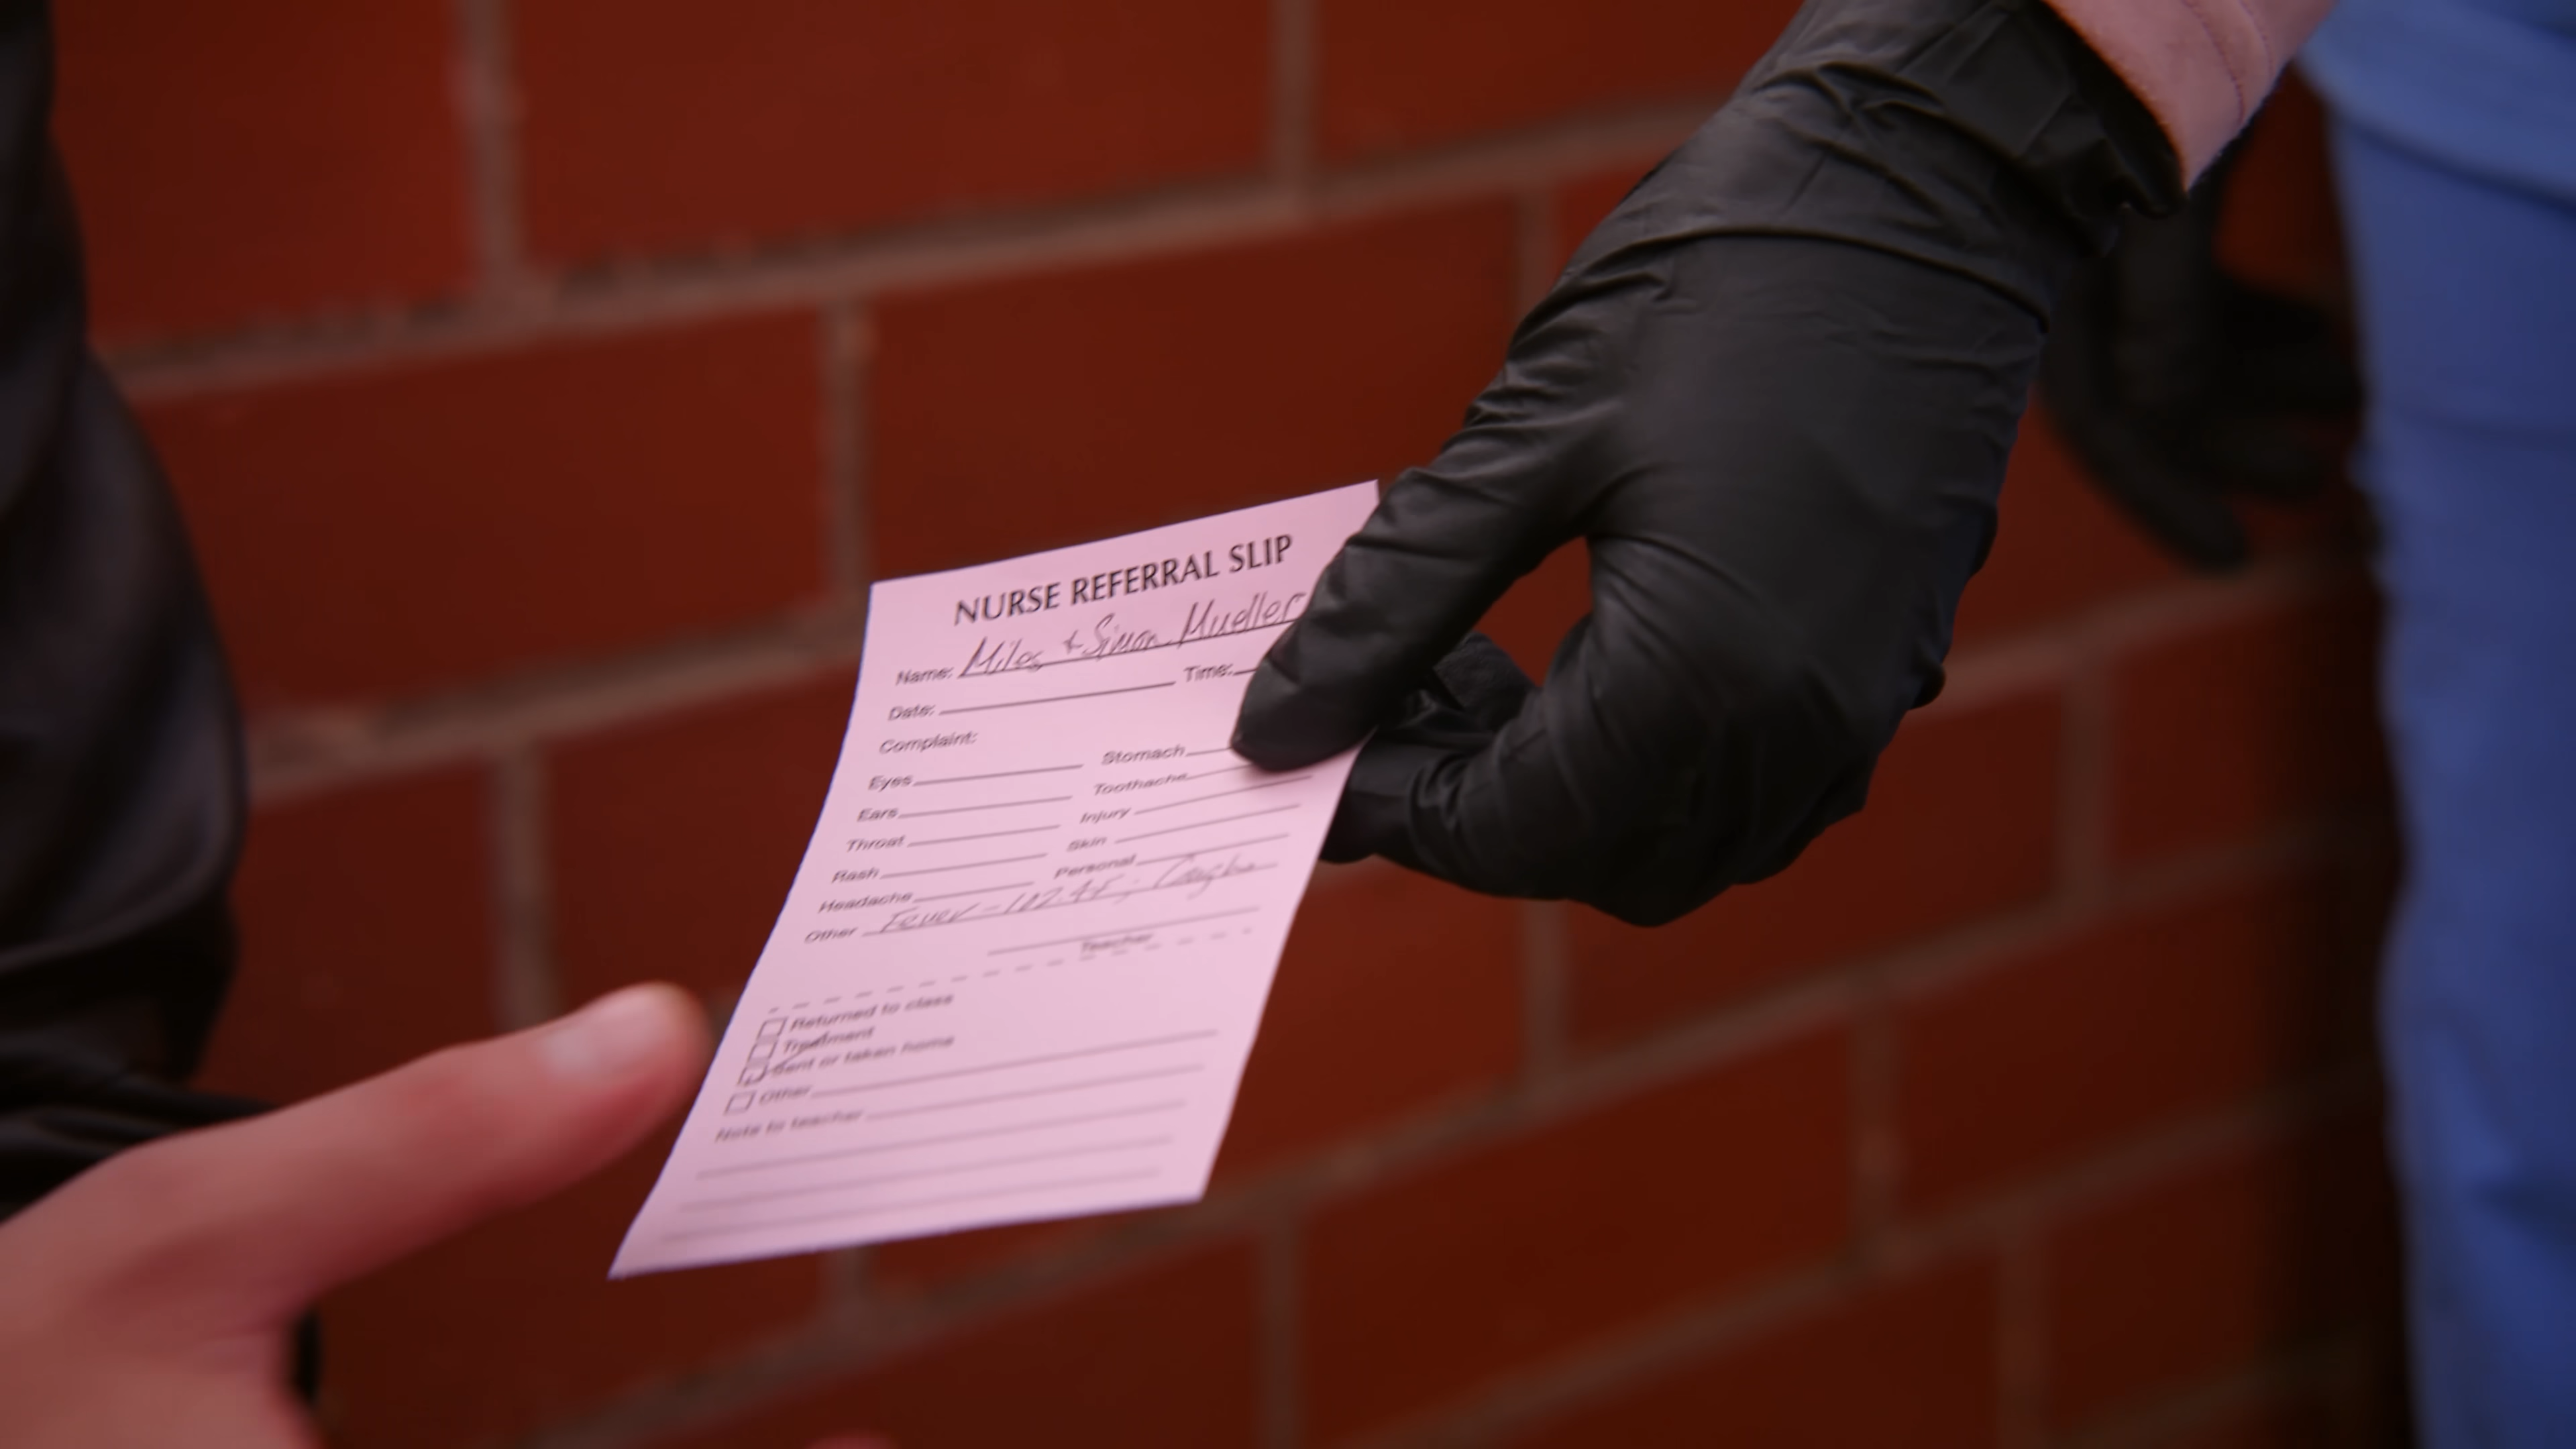 NURSE REFERRAL SLIP
Name: Miles + Simon Mueller
Date: Time:
Complaint:
Eyes Stomach
Ears Toothache
Throat Injury
Rash Skin
Headache Personal
Other Fever - 102.4F; Coughing
Teacher
Returned to class
Treatment
Sent or taken home
Other
Note to teacher